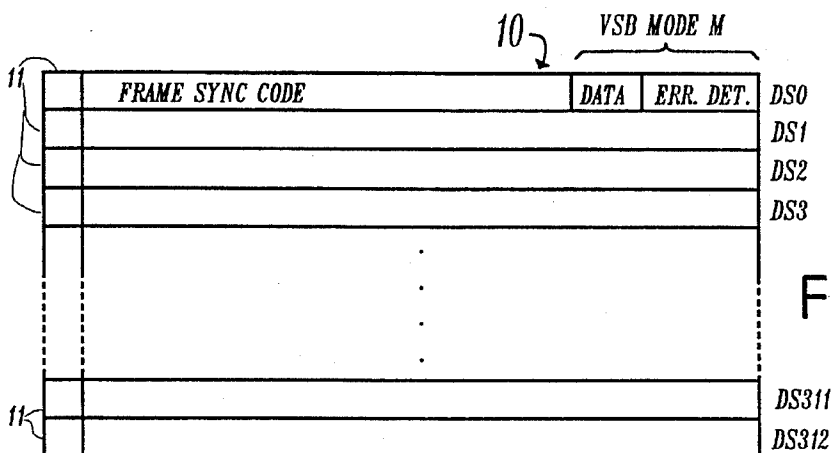 VSB MODE M
10
11
FRAME SYNC CODE
DATA
ERR. DET.
DS0
DS1
DS2
DS3
F
DS311
11
DS312